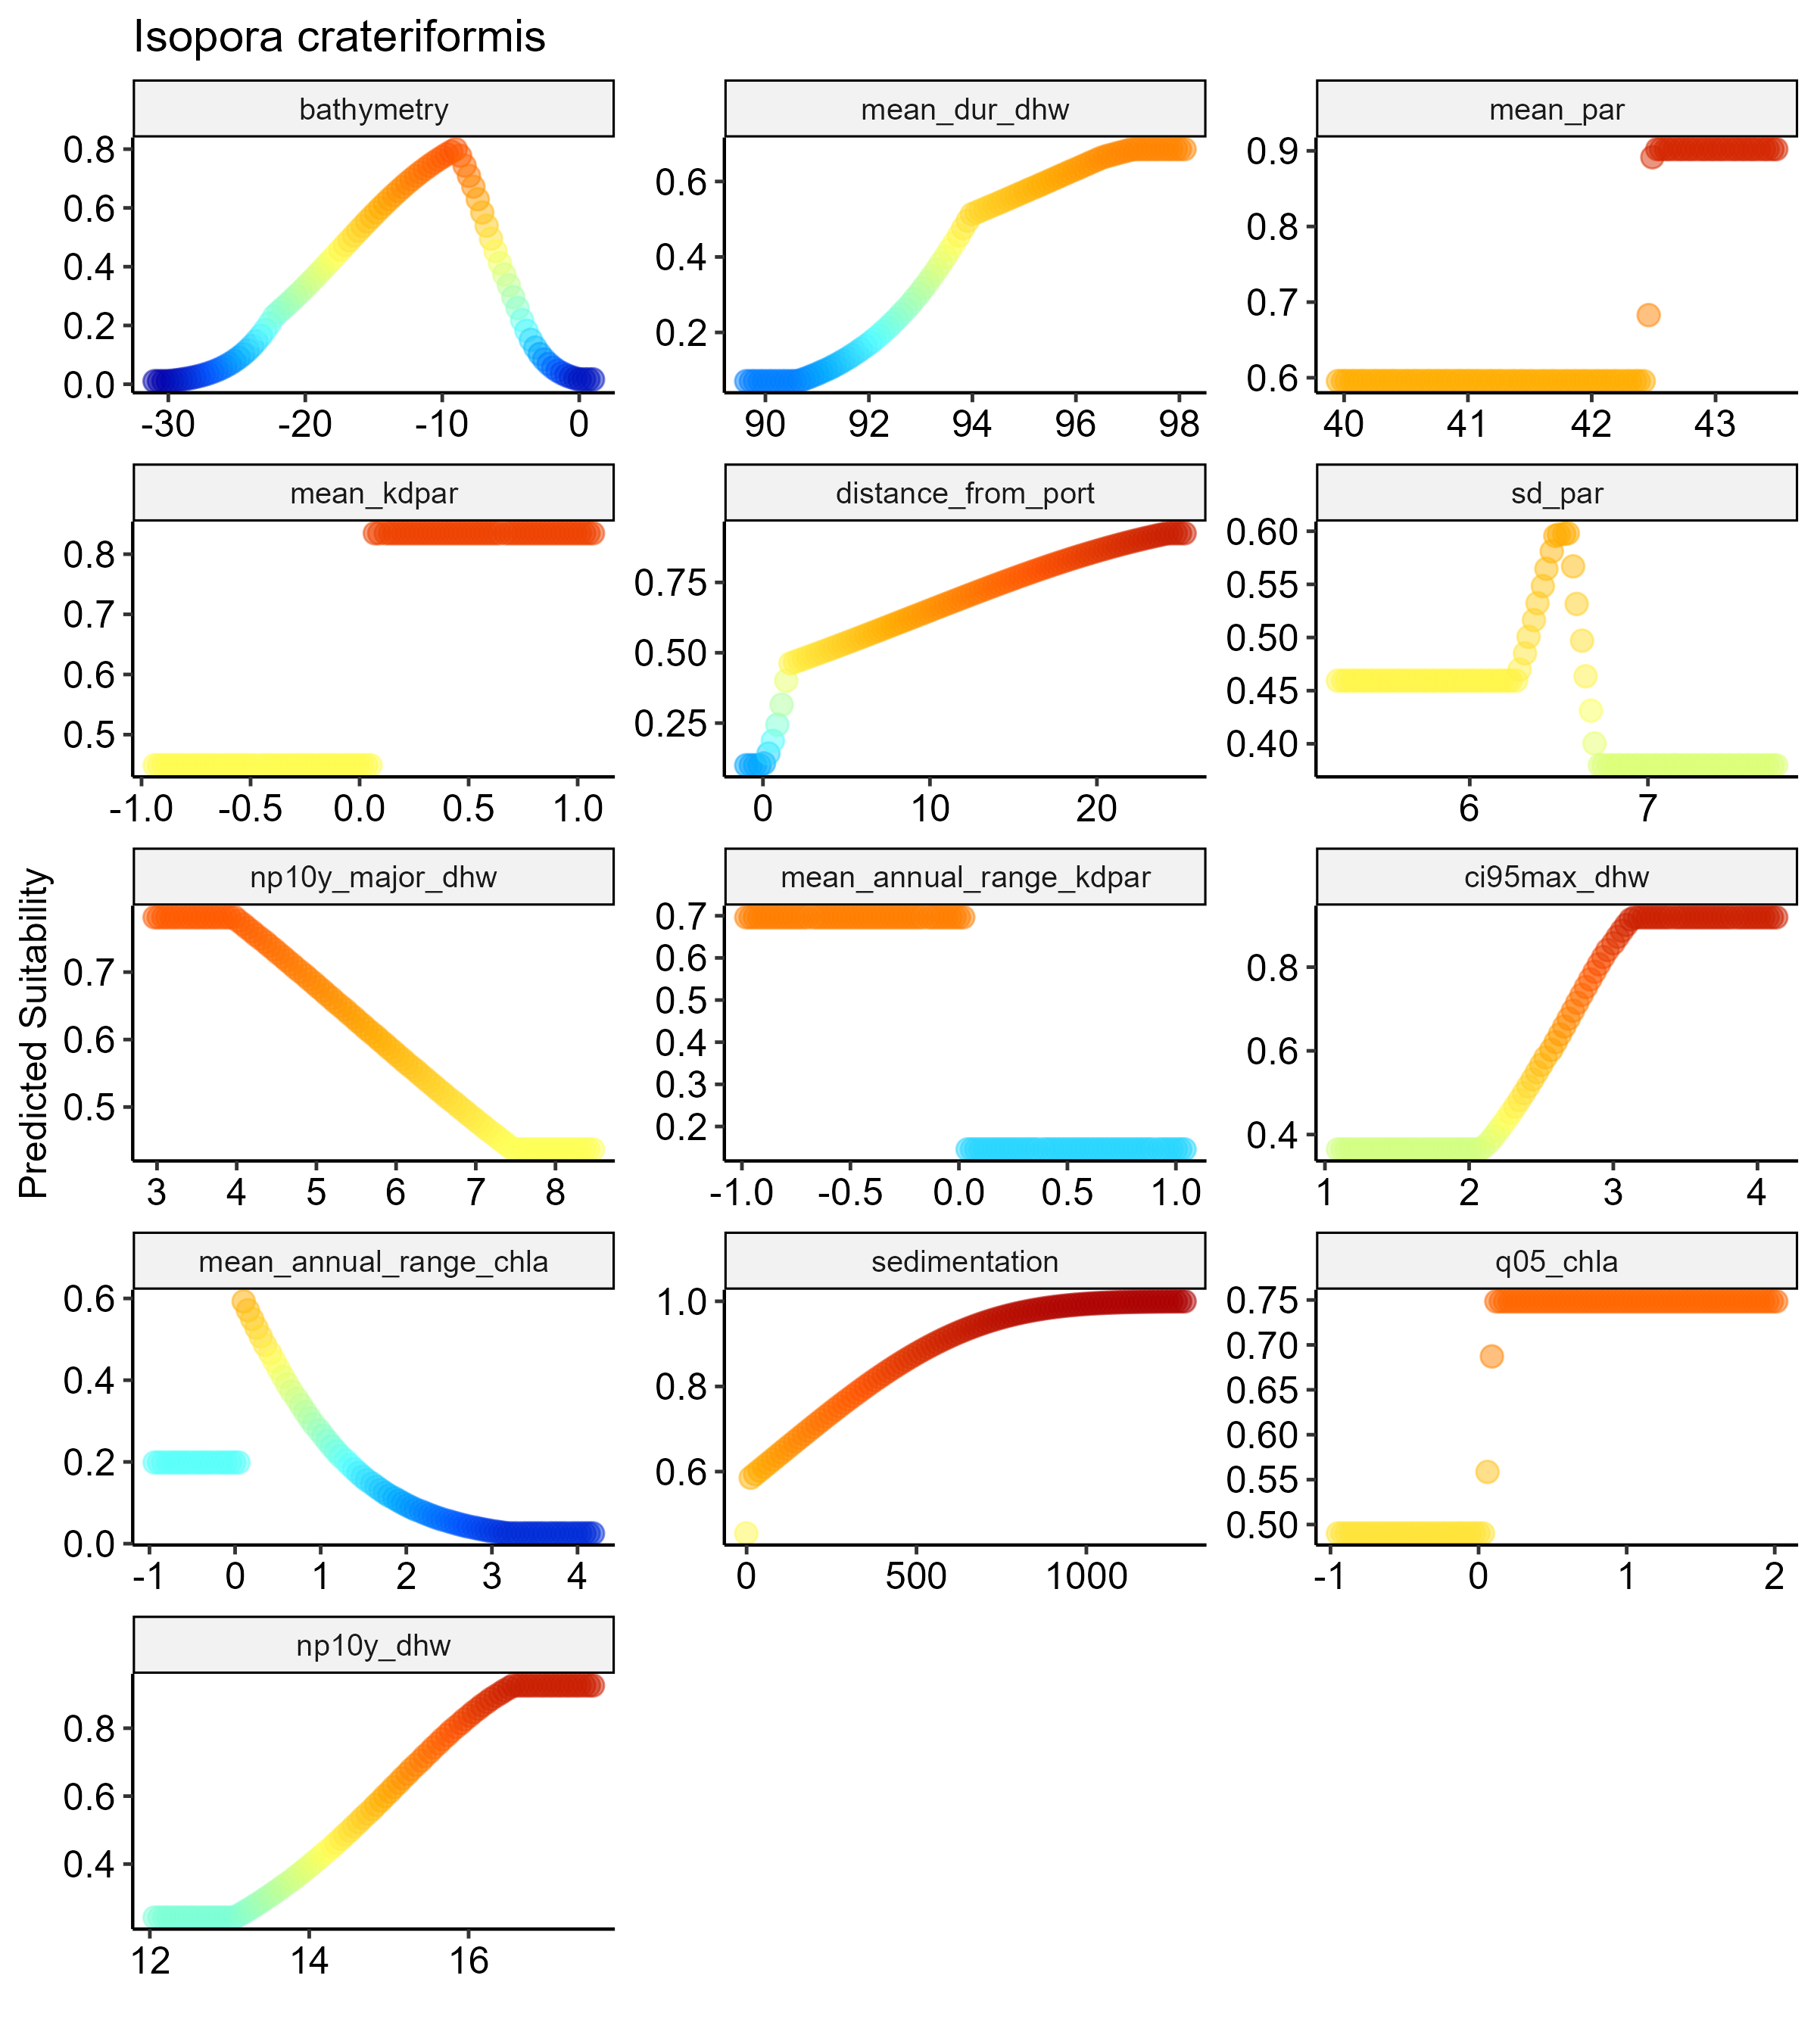 Isopora crateriformis
bathymetry mean_dur_dhw mean_par
0.8
0.6
0.4
0.2
0.0
-30 -20 -10 0
0.6
0.4
0.2
90 92 94 96 98
0.9
0.8
0.7
0.6
40 41 42 43
mean_kdpar distance_from_port sd_par
0.8
0.7
0.6
0.5
-1.0 -0.5 0.0 0.5 1.0
0.75
0.50
0.25
0 10 20
0.60
0.55
0.50
0.45
0.40
6 7
Predicted Suitability
np10y_major_dhw mean_annual_range_kdpar ci95max_dhw
0.7
0.6
0.5
3 4 5 6 7 8
0.7
0.6
0.5
0.4
0.3
0.2
-1.0 -0.5 0.0 0.5 1.0
0.8
0.6
0.4
1 2 3 4
mean_annual_range_chla sedimentation q05_chla
0.6
0.4
0.2
0.0
-1 0 1 2 3 4
1.0
0.8
0.6
0 500 1000
0.75
0.70
0.65
0.60
0.55
0.50
-1 0 1 2
np10y_dhw
0.8
0.6
0.4
12 14 16